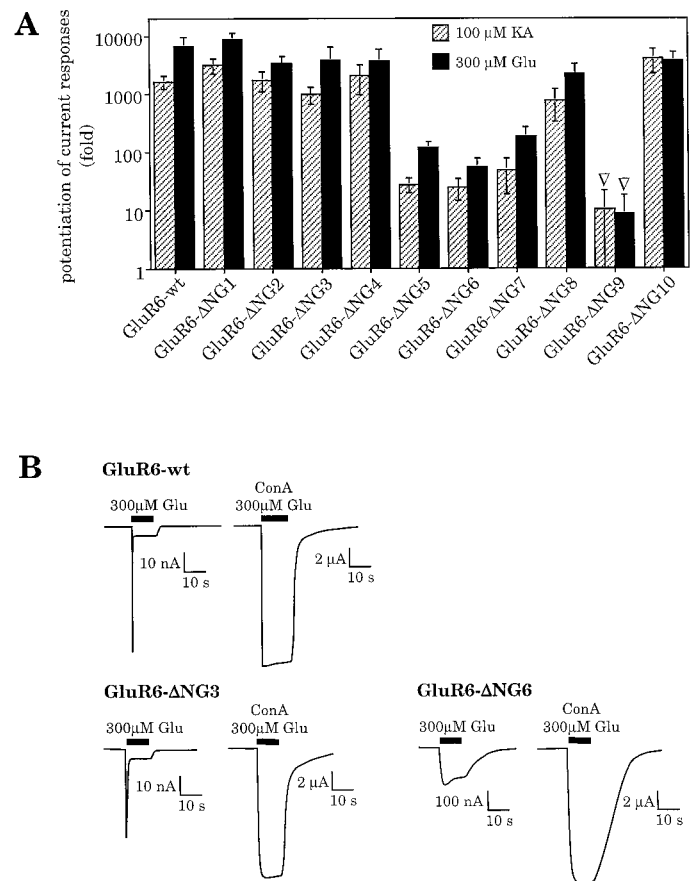 A
potentiation of current responses
(fold)
10000
1000
100
10
1
100 µM KA
300 µM Glu
GluR6-wt
GluR6-ΔNG1
GluR6-ΔNG2
GluR6-ΔNG3
GluR6-ΔNG4
GluR6-ΔNG5
GluR6-ΔNG6
GluR6-ΔNG7
GluR6-ΔNG8
GluR6-ΔNG9
GluR6-ΔNG10
B
GluR6-wt
300µM Glu
10 nA
10 s
ConA
300µM Glu
2 µA
10 s
GluR6-ΔNG3
300µM Glu
10 nA
10 s
ConA
300µM Glu
2 µA
10 s
GluR6-ΔNG6
300µM Glu
100 nA
10 s
ConA
300µM Glu
2 µA
10 s